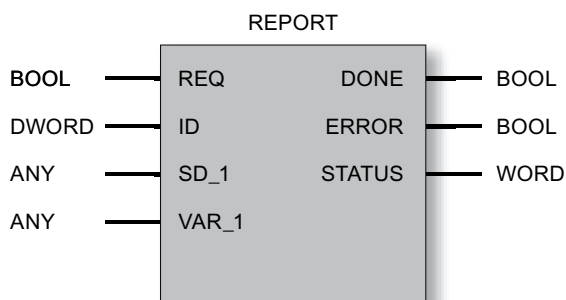 REPORT
BOOL REQ DONE BOOL
DWORD ID ERROR BOOL
ANY SD_1 STATUS WORD
ANY VAR_1